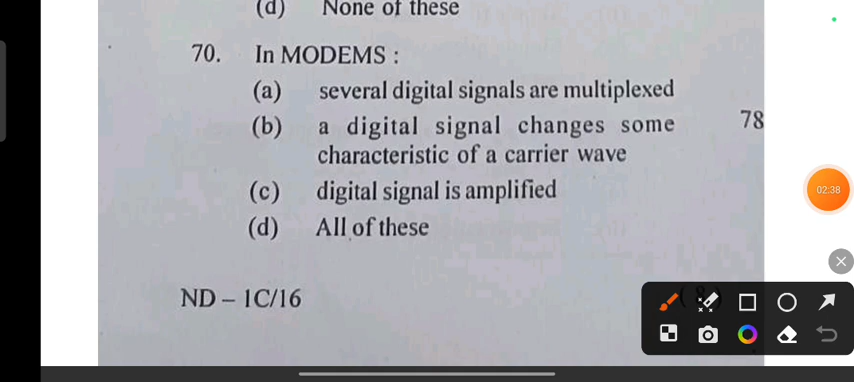 (d) None of these
70. In MODEMS :
(a) several digital signals are multiplexed
(b) a digital signal changes some
78
characteristic of a carrier wave
(c) digital signal is amplified
02:38
(d) All of these
ND – 1C/16